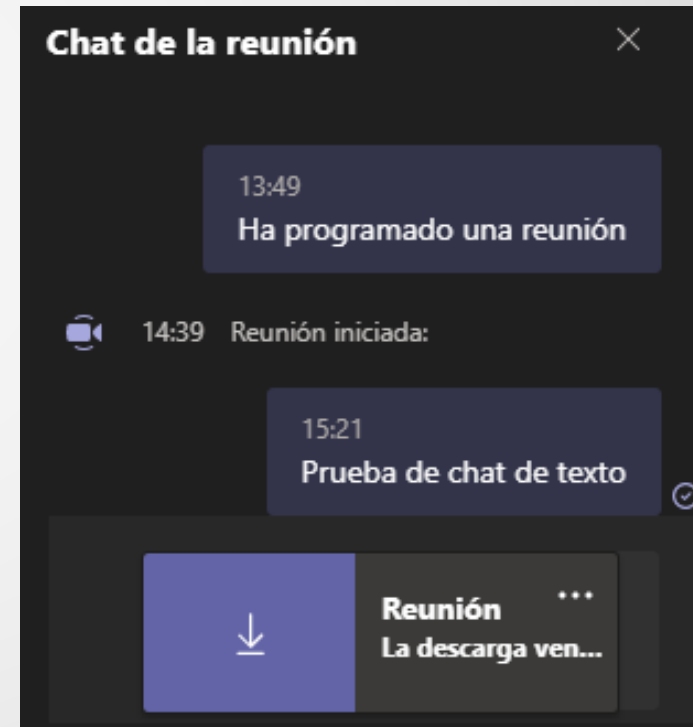 Chat de la reunión
13:49
Ha programado una reunión
14:39 Reunión iniciada:
15:21
Prueba de chat de texto
Reunión
La descarga ven...